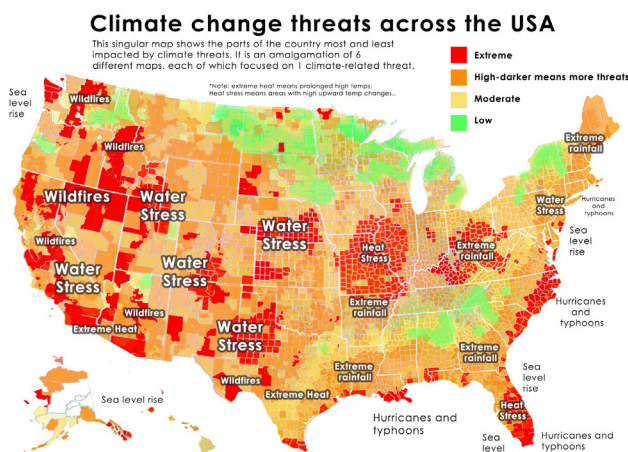 Climate change threats across the USA
This singular map shows the parts of the country most and least
impacted by climate threats. It is an amalgamation of 6
different maps, each of which focused on 1 climate-related threat.
*Note: extreme heat means prolonged high temps,
Heat stress means areas with high upward temp changes..
Extreme
High-darker means more threats
Moderate
Low
Sea
level
rise
Wildfires
Wildfires
Extreme
rainfall
Wildfires
Water
Stress
Water
Stress
Hurricanes
and
typhoons
Sea
level
rise
Water
Stress
Heat
Stress
Extreme
rainfall
Wildfires
Water
Stress
Water
Stress
Extreme
rainfall
Hurricanes
and
typhoons
Wildfires
Extreme Heat
Water
Stress
Extreme
rainfall
Extreme
rainfall
Sea
level
rise
Wildfires
Extreme Heat
Sea level rise
Heat
Stress
Hurricanes and
typhoons
Sea
level
Hurricanes and
typhoons